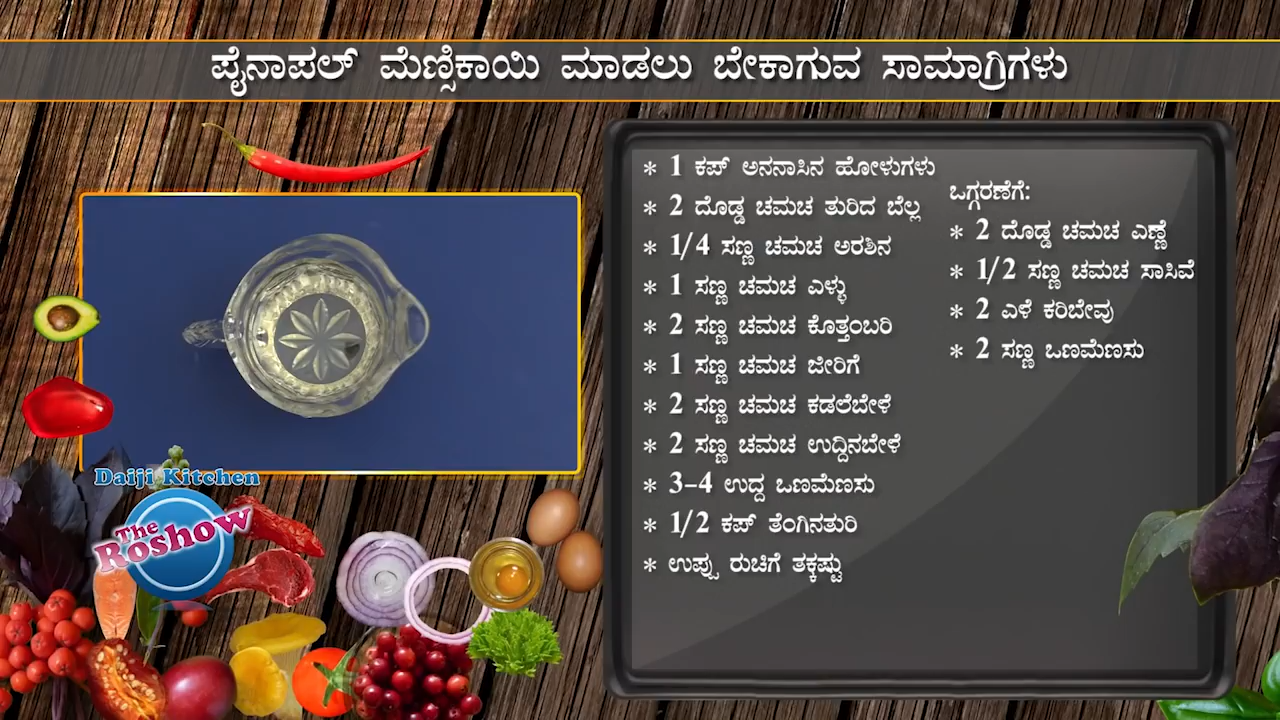 ಪೈನಾಪಲ್ ಮೆಣ್ಸಿಕಾಯಿ ಮಾಡಲು ಬೇಕಾಗುವ ಸಾಮಾಗ್ರಿಗಳು
* 1 ಕಪ್ ಅನನಾಸಿನ ಹೋಳುಗಳು
* 2 ದೊಡ್ಡ ಚಮಚ ತುರಿದ ಬೆಲ್ಲ
* 1/4 ಸಣ್ಣ ಚಮಚ ಅರಶಿನ
* 1 ಸಣ್ಣ ಚಮಚ ಎಳ್ಳು
* 2 ಸಣ್ಣ ಚಮಚ ಕೊತ್ತಂಬರಿ
* 1 ಸಣ್ಣ ಚಮಚ ಜೀರಿಗೆ
* 2 ಸಣ್ಣ ಚಮಚ ಕಡಲೆಬೇಳೆ
* 2 ಸಣ್ಣ ಚಮಚ ಉದ್ದಿನಬೇಳೆ
* 3-4 ಉದ್ದ ಒಣಮೆಣಸು
* 1/2 ಕಪ್ ತೆಂಗಿನತುರಿ
* ಉಪ್ಪು ರುಚಿಗೆ ತಕ್ಕಷ್ಟು
ಒಗ್ಗರಣೆಗೆ:
* 2 ದೊಡ್ಡ ಚಮಚ ಎಣ್ಣೆ
* 1/2 ಸಣ್ಣ ಚಮಚ ಸಾಸಿವೆ
* 2 ಎಳೆ ಕರಿಬೇವು
* 2 ಸಣ್ಣ ಒಣಮೆಣಸು
Daiji Kitchen
The
Roshow